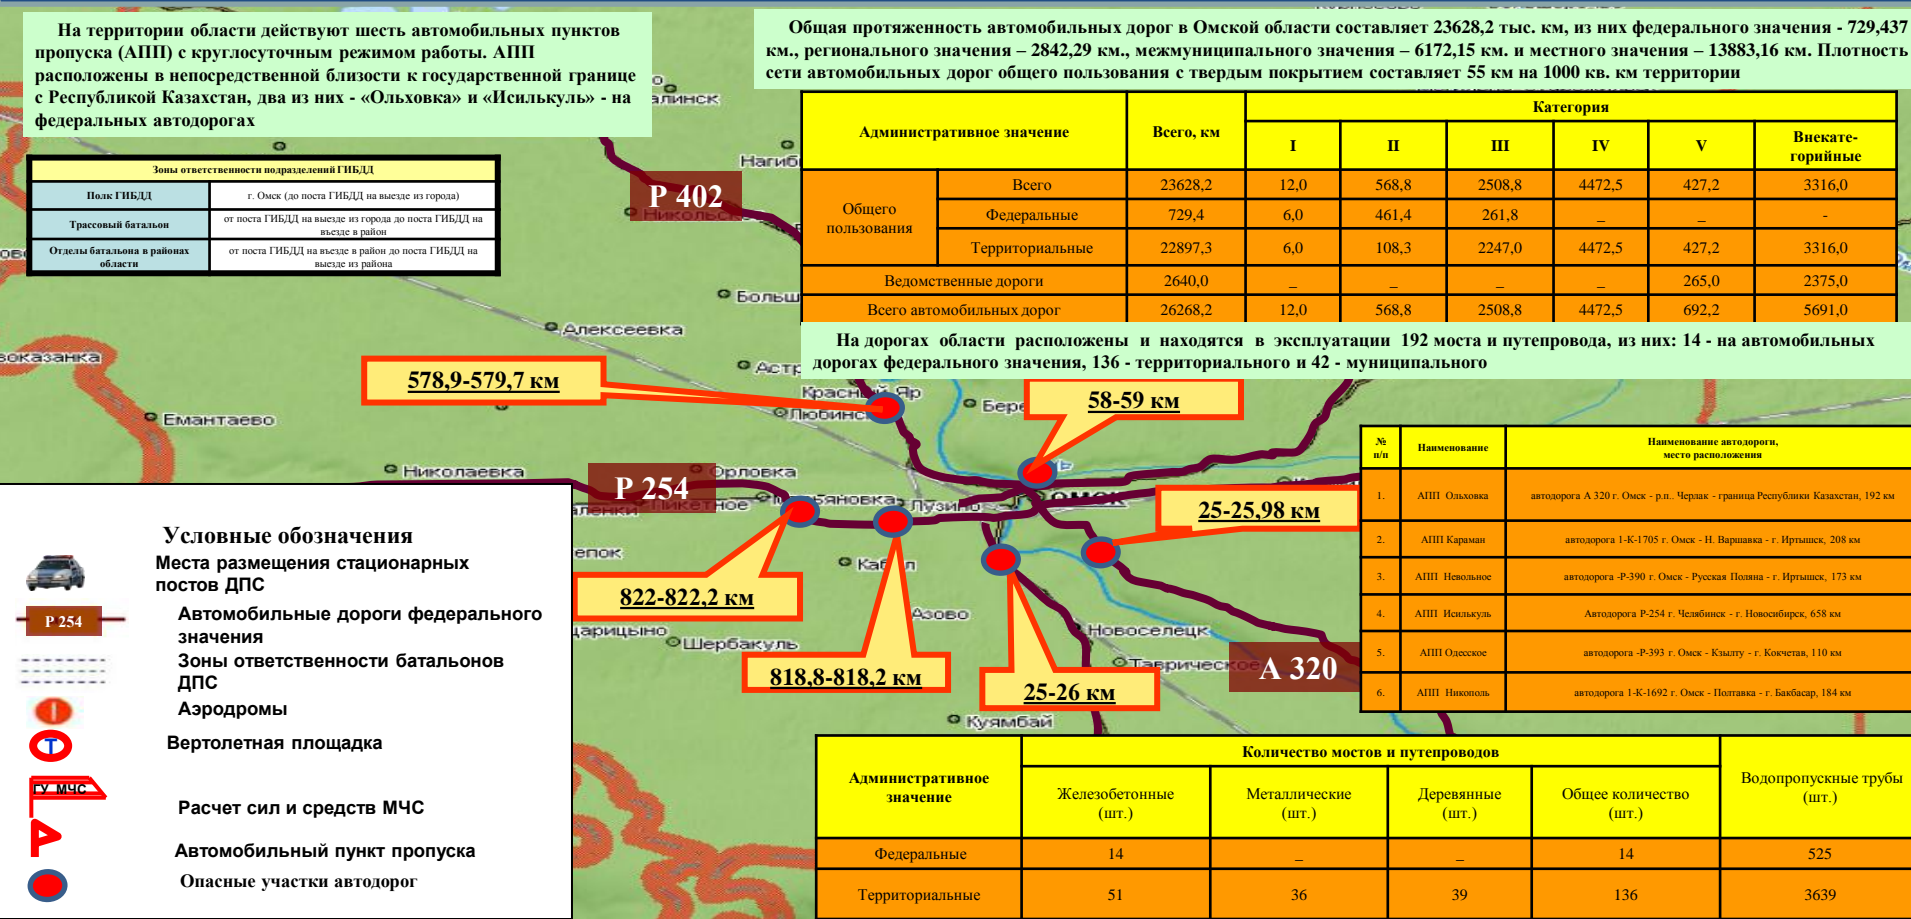 На территории области действуют шесть автомобильных пунктов
пропуска (АПП) с круглосуточным режимом работы. АПП
расположены в непосредственной близости к государственной границе
с Республикой Казахстан, два из них - «Ольховка» и «Исилькуль» - на
федеральных автодорогах
Общая протяженность автомобильных дорог в Омской области составляет 23628,2 тыс. км, из них федерального значения - 729,437
км., регионального значения – 2842,29 км., межмуниципального значения – 6172,15 км. и местного значения – 13883,16 км. Плотность
сети автомобильных дорог общего пользования с твердым покрытием составляет 55 км на 1000 кв. км территории
Зоны ответственности подразделений ГИБДД
Полк ГИБДД г. Омск (до поста ГИБДД на выезде из города)
Трассовый батальон от поста ГИБДД на выезде из города до поста ГИБДД на
въезде в район
Отделы батальона в районах
области от поста ГИБДД на въезде в район до поста ГИБДД на
выезде из района
Административное значение Всего, км Категория
I II III IV V Внекате-
горийные
Общего
пользования
Всего 23628,2 12,0 568,8 2508,8 4472,5 427,2 3316,0
Федеральные 729,4 6,0 461,4 261,8 _ _ -
Территориальные 22897,3 6,0 108,3 2247,0 4472,5 427,2 3316,0
Ведомственные дороги 2640,0 _ _ _ _ 265,0 2375,0
Всего автомобильных дорог 26268,2 12,0 568,8 2508,8 4472,5 692,2 5691,0
На дорогах области расположены и находятся в эксплуатации 192 моста и путепровода, из них: 14 - на автомобильных
дорогах федерального значения, 136 - территориального и 42 - муниципального
Р 402
Алексеевка
578,9-579,7 км
Красный Яр
58-59 км
Емантаево
Николаевка
Орловка
Р 254
Лузино
Омск
25-25,98 км
822-822,2 км
Азово
Новоселецк
Шербакуль
Таврическое
А 320
818,8-818,2 км
25-26 км
Куямбай
№
п/п Наименование Наименование автодороги,
место расположения
1. АПП Ольховка автодорога А 320 г. Омск - р.п.. Черлак - граница Республики Казахстан, 192 км
2. АПП Караман автодорога 1-К-1705 г. Омск - Н. Варшавка - г. Иртышск, 208 км
3. АПП Невольное автодорога -Р-390 г. Омск - Русская Поляна - г. Иртышск, 173 км
4. АПП Исилькуль Автодорога Р-254 г. Челябинск - г. Новосибирск, 658 км
5. АПП Одесское автодорога -Р-393 г. Омск - Кзылту - г. Кокчетав, 110 км
6. АПП Никополь автодорога 1-К-1692 г. Омск - Полтавка - г. Бакбасар, 184 км
Условные обозначения
Места размещения стационарных
постов ДПС
Р 254
Автомобильные дороги федерального
значения
Зоны ответственности батальонов
ДПС
Аэродромы
Т
Вертолетная площадка
ГУ МЧС
Расчет сил и средств МЧС
Автомобильный пункт пропуска
Опасные участки автодорог
Административное
значение Количество мостов и путепроводов Водопропускные трубы
(шт.)
Железобетонные
(шт.) Металлические
(шт.) Деревянные
(шт.) Общее количество
(шт.)
Федеральные 14 _ _ 14 525
Территориальные 51 36 39 136 3639